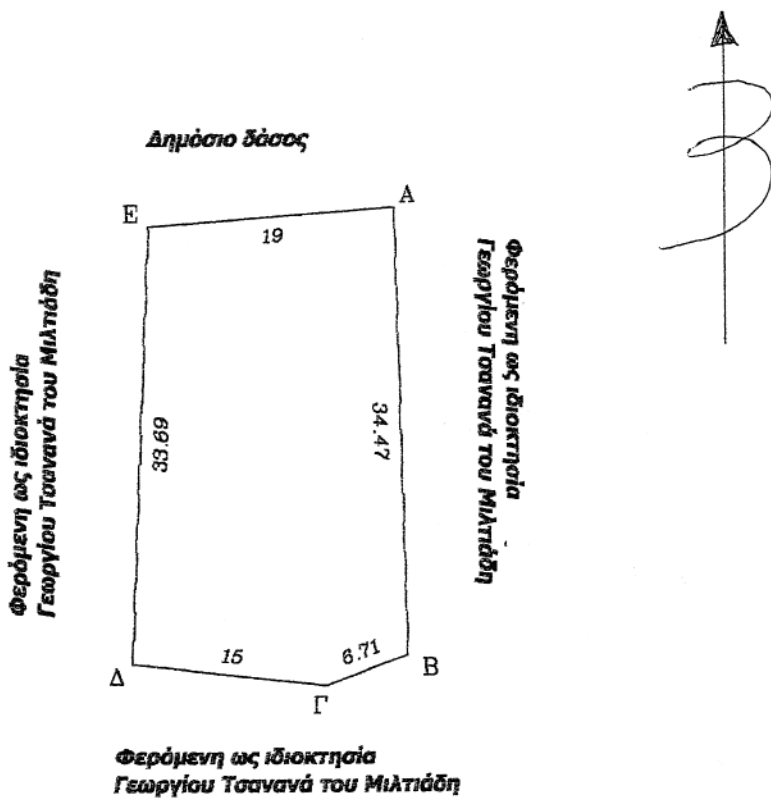 Δημόσιο δάσος
Β
Ε
Α
19
Φερόμενη ως ιδιοκτησία
Γεωργίου Τσανανά του Μιλτιάδη
33.69
34.47
Φερόμενη ως ιδιοκτησία
Γεωργίου Τσανανά του Μιλτιάδη
Δ
15
Γ
6.71
Β
Φερόμενη ως ιδιοκτησία
Γεωργίου Τσανανά του Μιλτιάδη